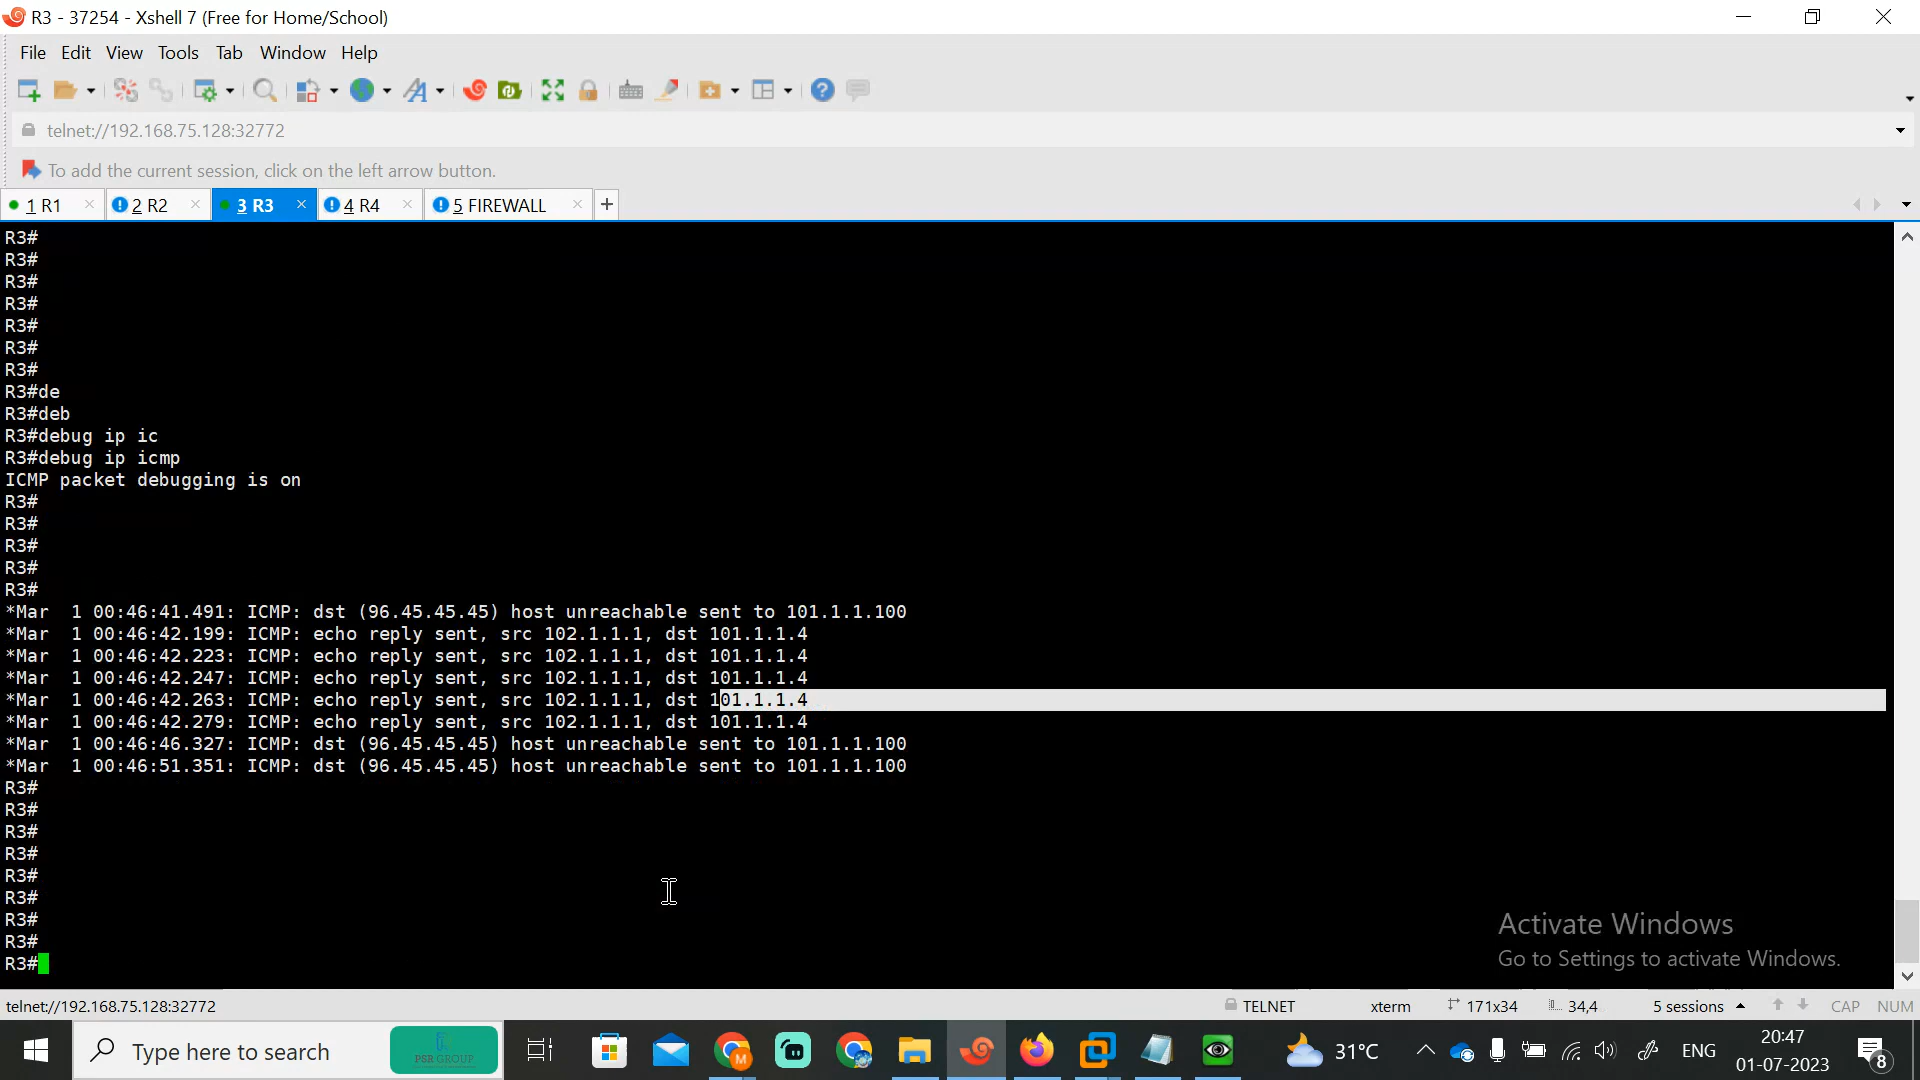 R3 - 37254 - Xshell 7 (Free for Home/School)
File Edit View Tools Tab Window Help
telnet://192.168.75.128:32772
To add the current session, click on the left arrow button.
1 R1 2 R2 3 R3 4 R4 5 FIREWALL
R3#
R3#
R3#
R3#
R3#
R3#
R3#
R3#de
R3#deb
R3#debug ip ic
R3#debug ip icmp
ICMP packet debugging is on
R3#
R3#
R3#
R3#
R3#
*Mar  1 00:46:41.491: ICMP: dst (96.45.45.45) host unreachable sent to 101.1.1.100
*Mar  1 00:46:42.199: ICMP: echo reply sent, src 102.1.1.1, dst 101.1.1.4
*Mar  1 00:46:42.223: ICMP: echo reply sent, src 102.1.1.1, dst 101.1.1.4
*Mar  1 00:46:42.247: ICMP: echo reply sent, src 102.1.1.1, dst 101.1.1.4
*Mar  1 00:46:42.263: ICMP: echo reply sent, src 102.1.1.1, dst 101.1.1.4
*Mar  1 00:46:42.279: ICMP: echo reply sent, src 102.1.1.1, dst 101.1.1.4
*Mar  1 00:46:46.327: ICMP: dst (96.45.45.45) host unreachable sent to 101.1.1.100
*Mar  1 00:46:51.351: ICMP: dst (96.45.45.45) host unreachable sent to 101.1.1.100
R3#
R3#
R3#
R3#
R3#
R3#
R3#
R3#
R3#
Activate Windows
Go to Settings to activate Windows.
telnet://192.168.75.128:32772 TELNET xterm 171x34 34,4 5 sessions CAP NUM
Type here to search PSR GROUP 31°C ENG 20:47
01-07-2023 8